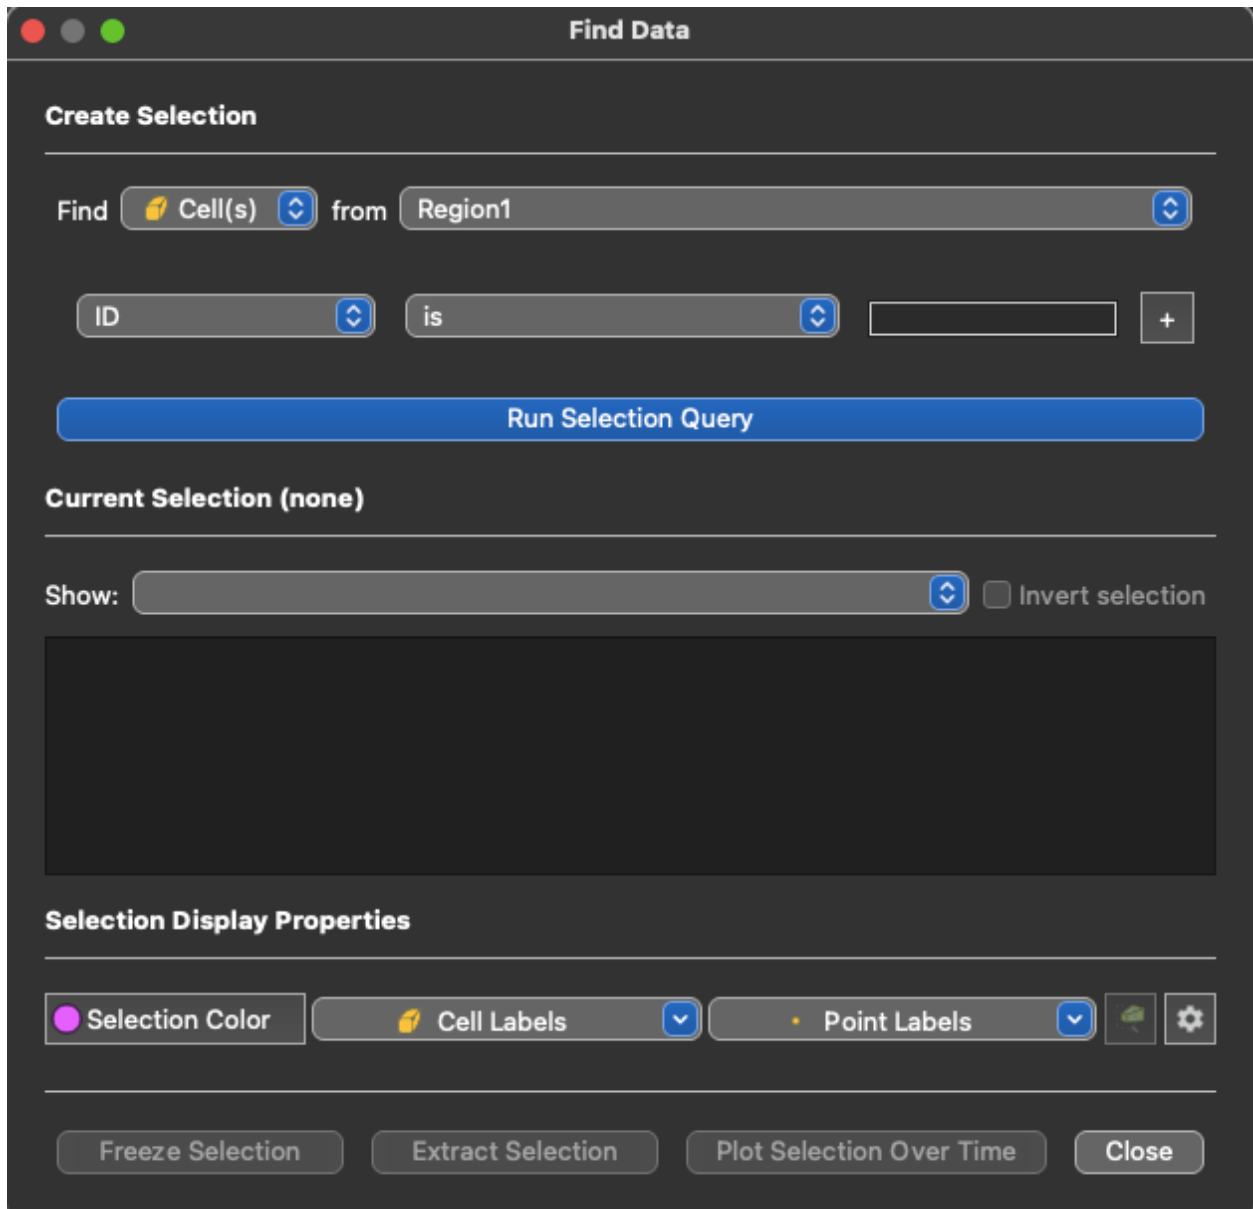 Find Data
Create Selection
Find Cell(s) from Region1
ID is +
Run Selection Query
Current Selection (none)
Show: Invert selection
Selection Display Properties
Selection Color Cell Labels Point Labels
Freeze Selection Extract Selection Plot Selection Over Time Close